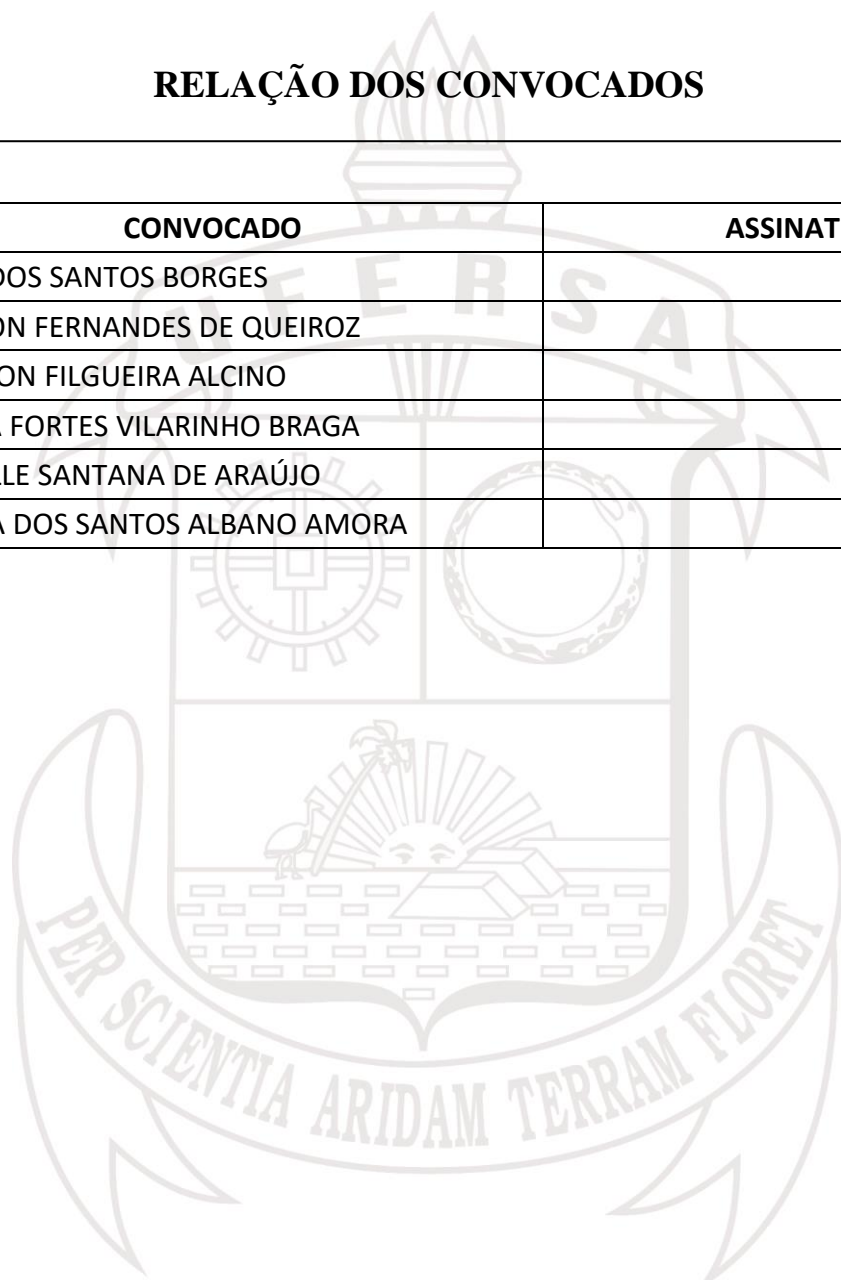 RELAÇÃO DOS CONVOCADOS
CONVOCADO ASSINAT
DOS SANTOS BORGES
ON FERNANDES DE QUEIROZ
ON FILGUEIRA ALCINO
A FORTES VILARINHO BRAGA
LE SANTANA DE ARAÚJO
A DOS SANTOS ALBANO AMORA
UFERSA
PER SCIENTIA ARIDAM TERRAM FLORET